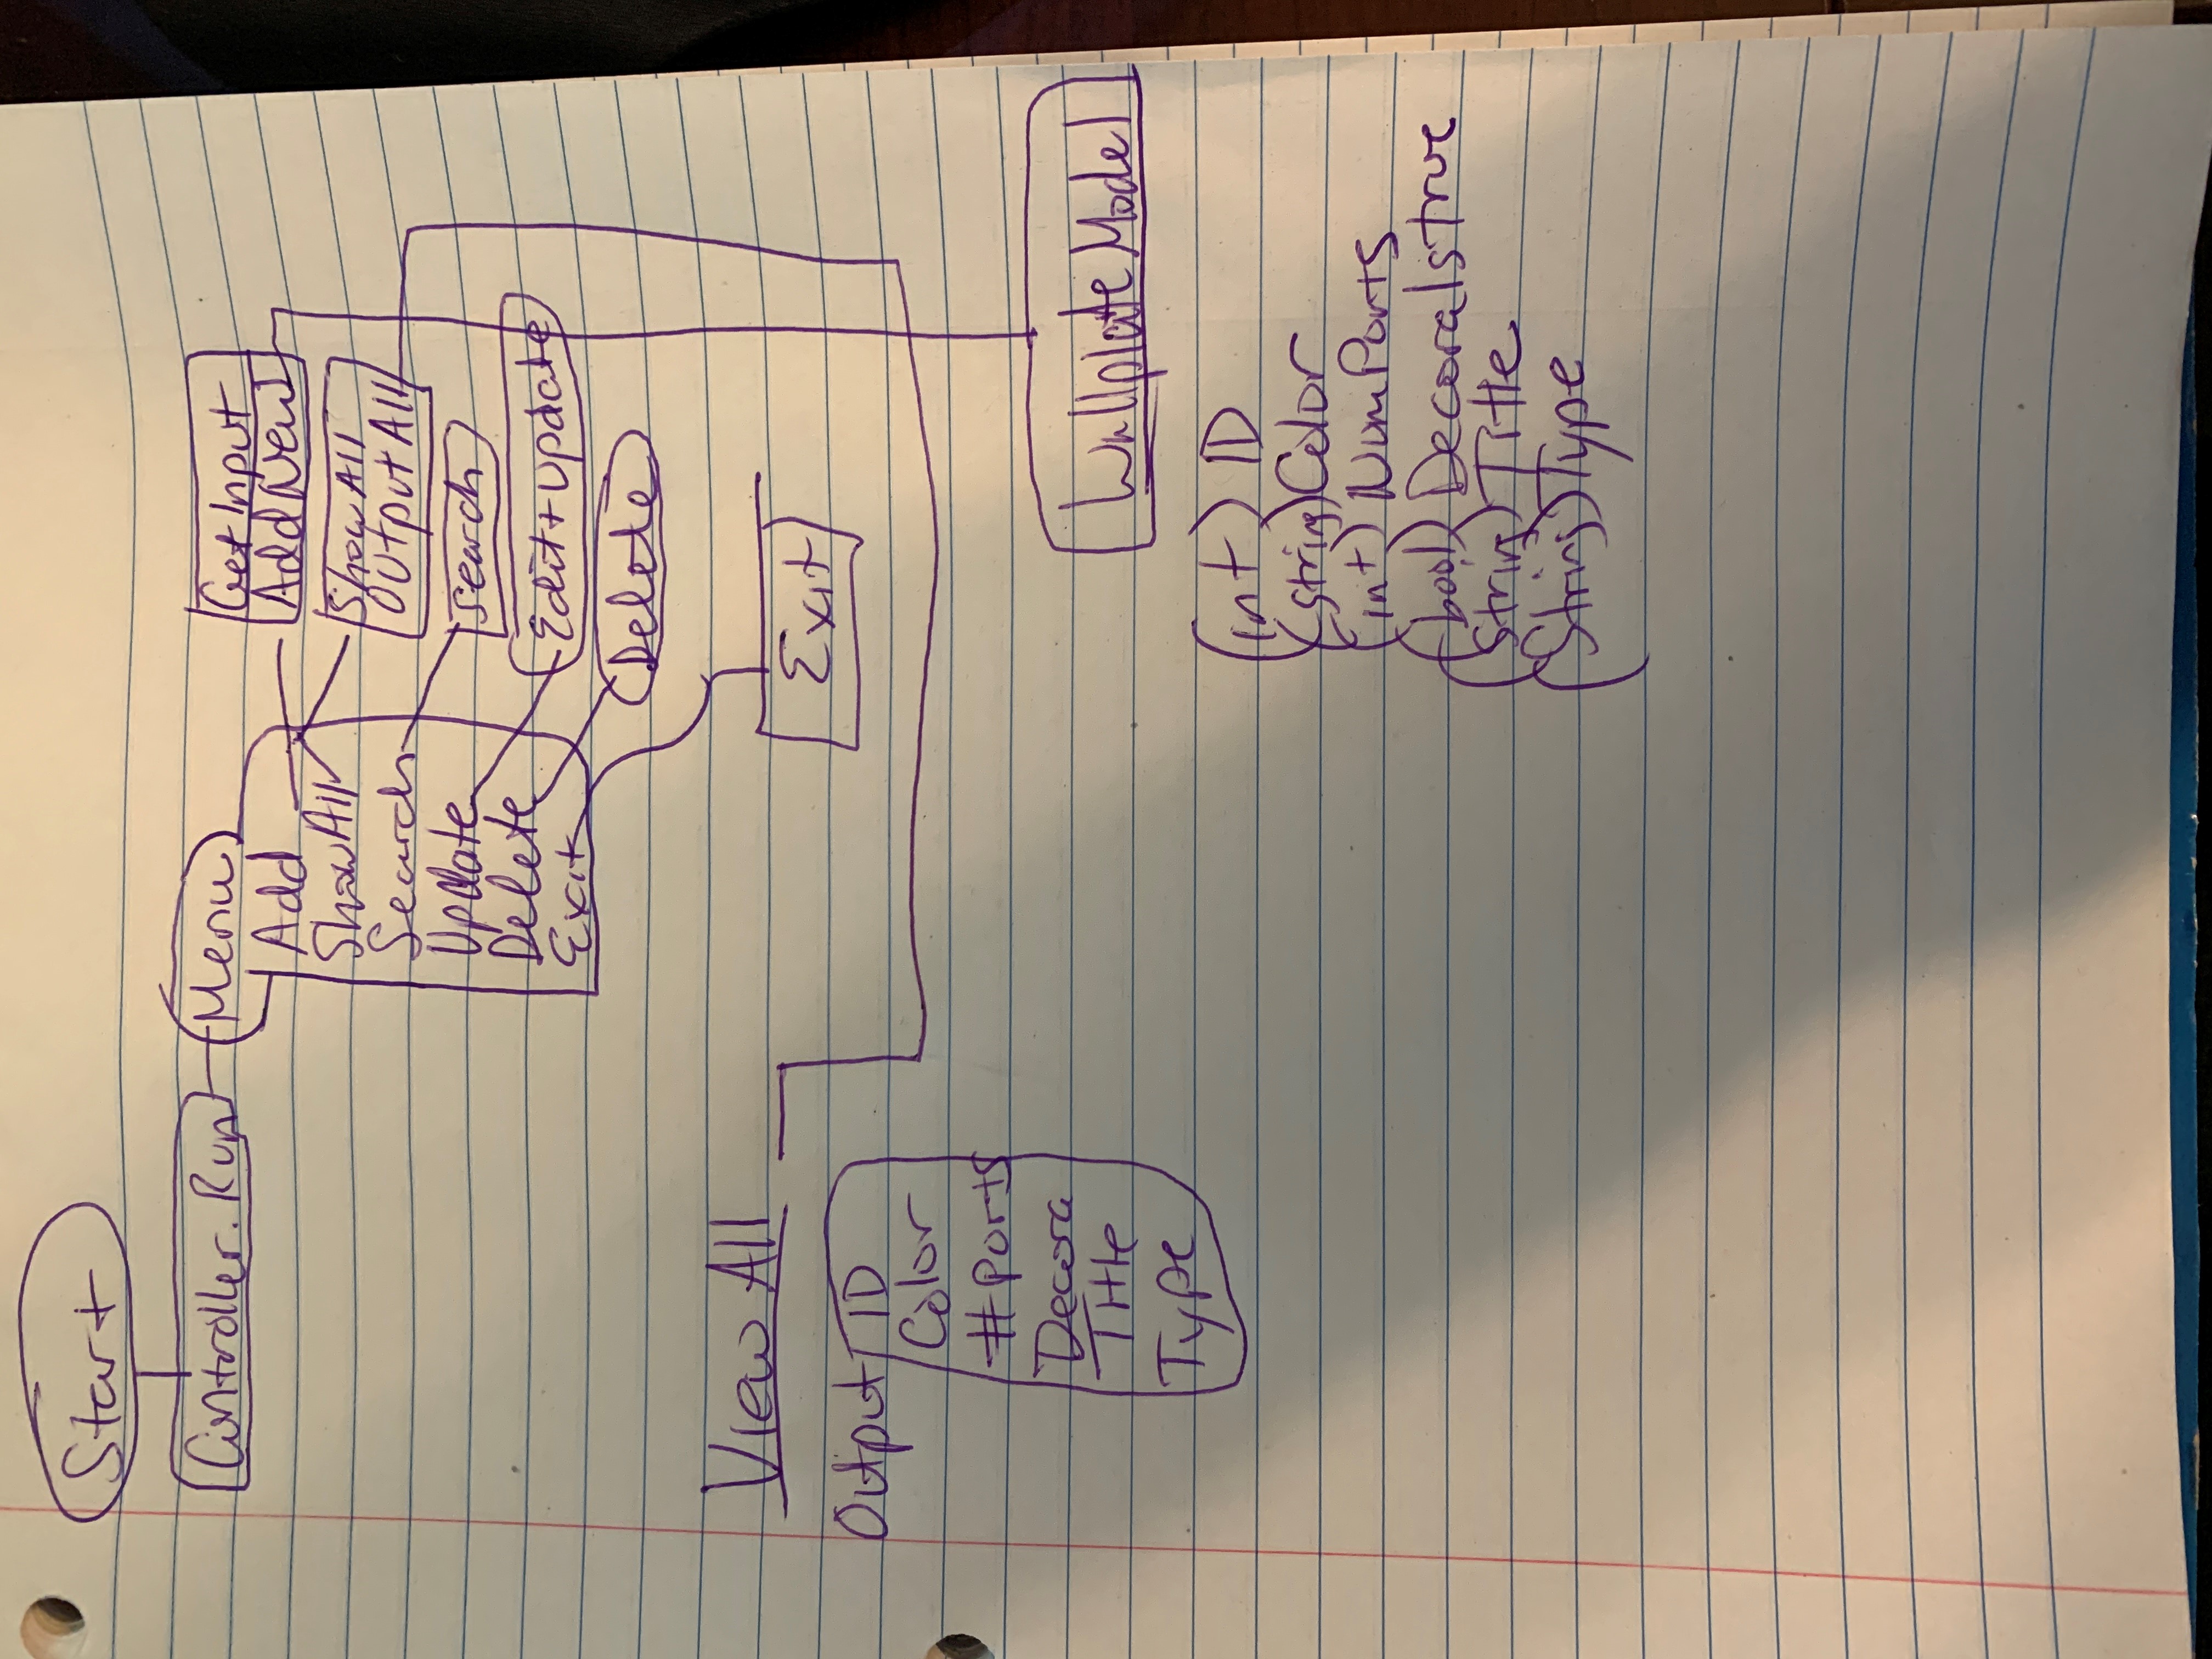 Start
Controller.Run
Menu
Add
Show All
Search
Update
Delete
Exit
Get Input
Add New
Show All
Output All
Search
Edit + Update
Delete
Exit
View All
Output ID
Color
# Ports
Decora
Title
Type
WallplateModel
(int) ID
(string) Color
(int) NumPorts
(bool) DecoraIsTrue
(string) Title
(string) Type